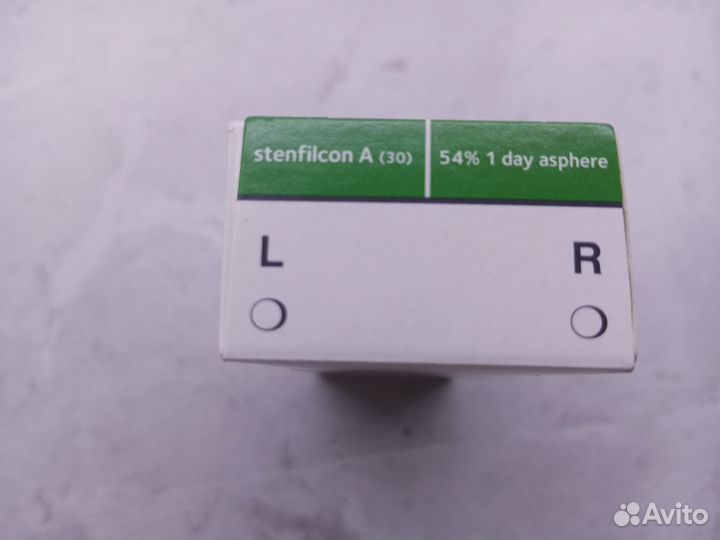 stenfilcon A (30) 54% 1 day asphere
L R
Avito